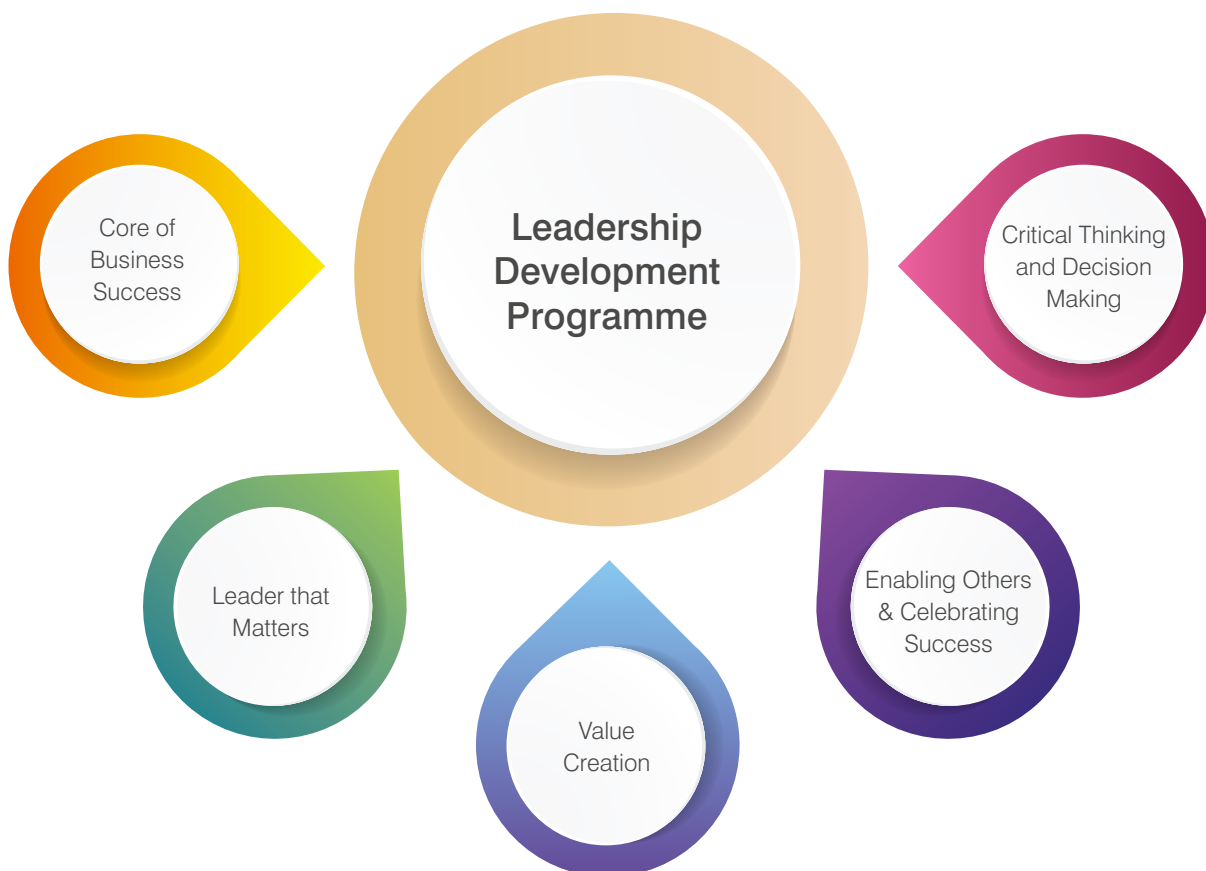 Leadership
Development
Programme
Core of
Business
Success
Critical Thinking
and Decision
Making
Leader that
Matters
Enabling Others
& Celebrating
Success
Value
Creation